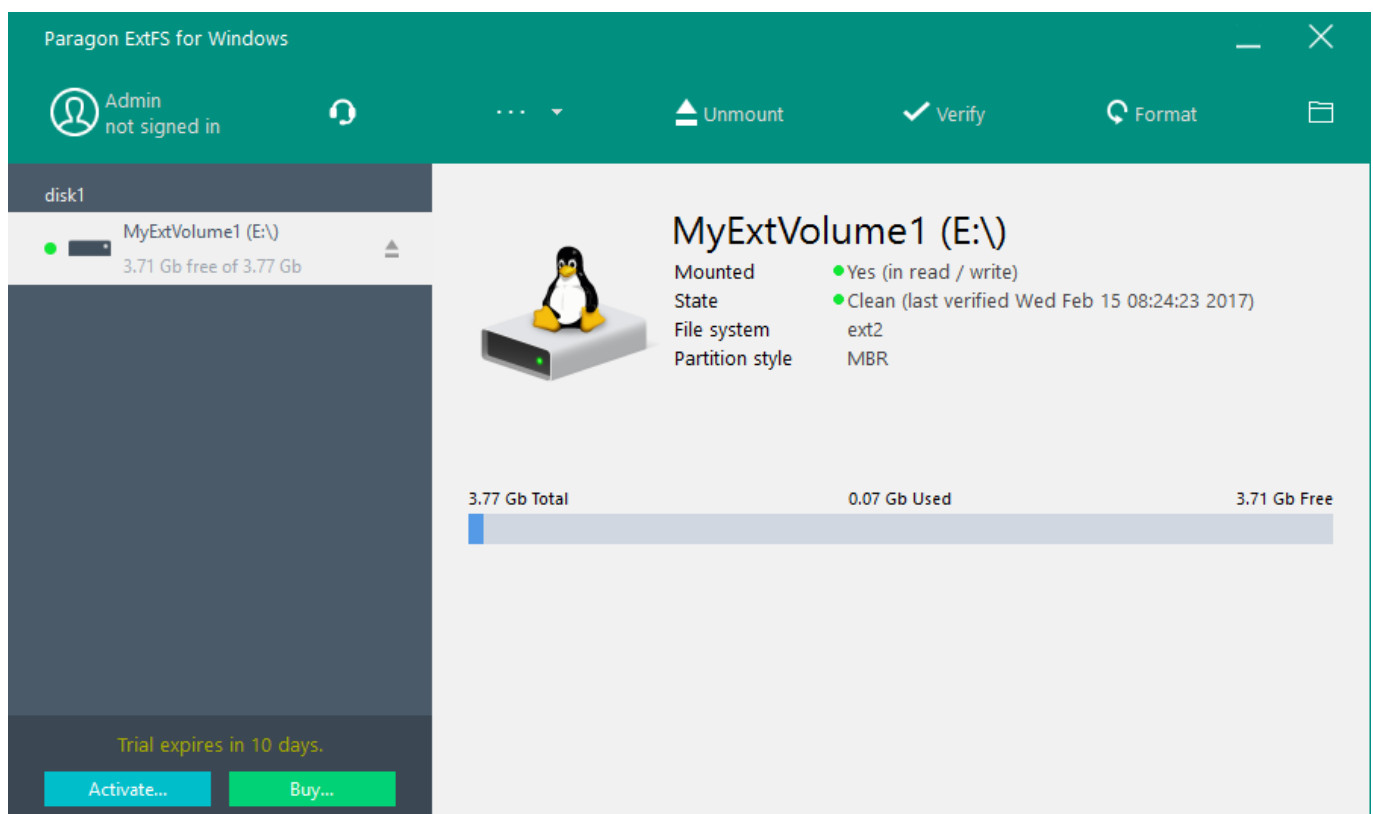 Paragon ExtFS for Windows
Admin
not signed in
... Unmount Verify Format
disk1
MyExtVolume1 (E:\)
3.71 Gb free of 3.77 Gb
MyExtVolume1 (E:\)
Mounted Yes (in read / write)
State Clean (last verified Wed Feb 15 08:24:23 2017)
File system ext2
Partition style MBR
3.77 Gb Total 0.07 Gb Used 3.71 Gb Free
Trial expires in 10 days.
Activate... Buy...